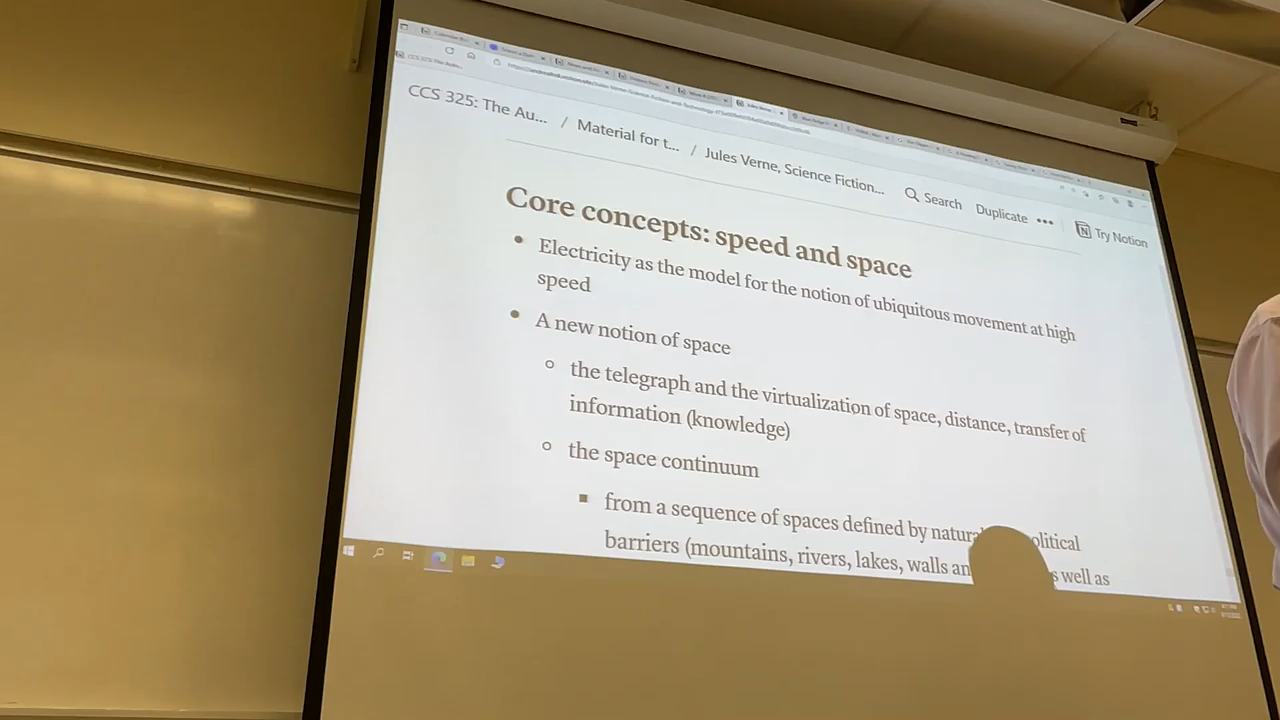 CCS 325: The Au... / Material for t... / Jules Verne, Science Fiction... Search Duplicate ••• Try Notion
Core concepts: speed and space
• Electricity as the model for the notion of ubiquitous movement at high
speed
• A new notion of space
the telegraph and the virtualization of space, distance, transfer of
information (knowledge)
the space continuum
from a sequence of spaces defined by olitical
barriers (mountains, rivers, lakes, walls s well as